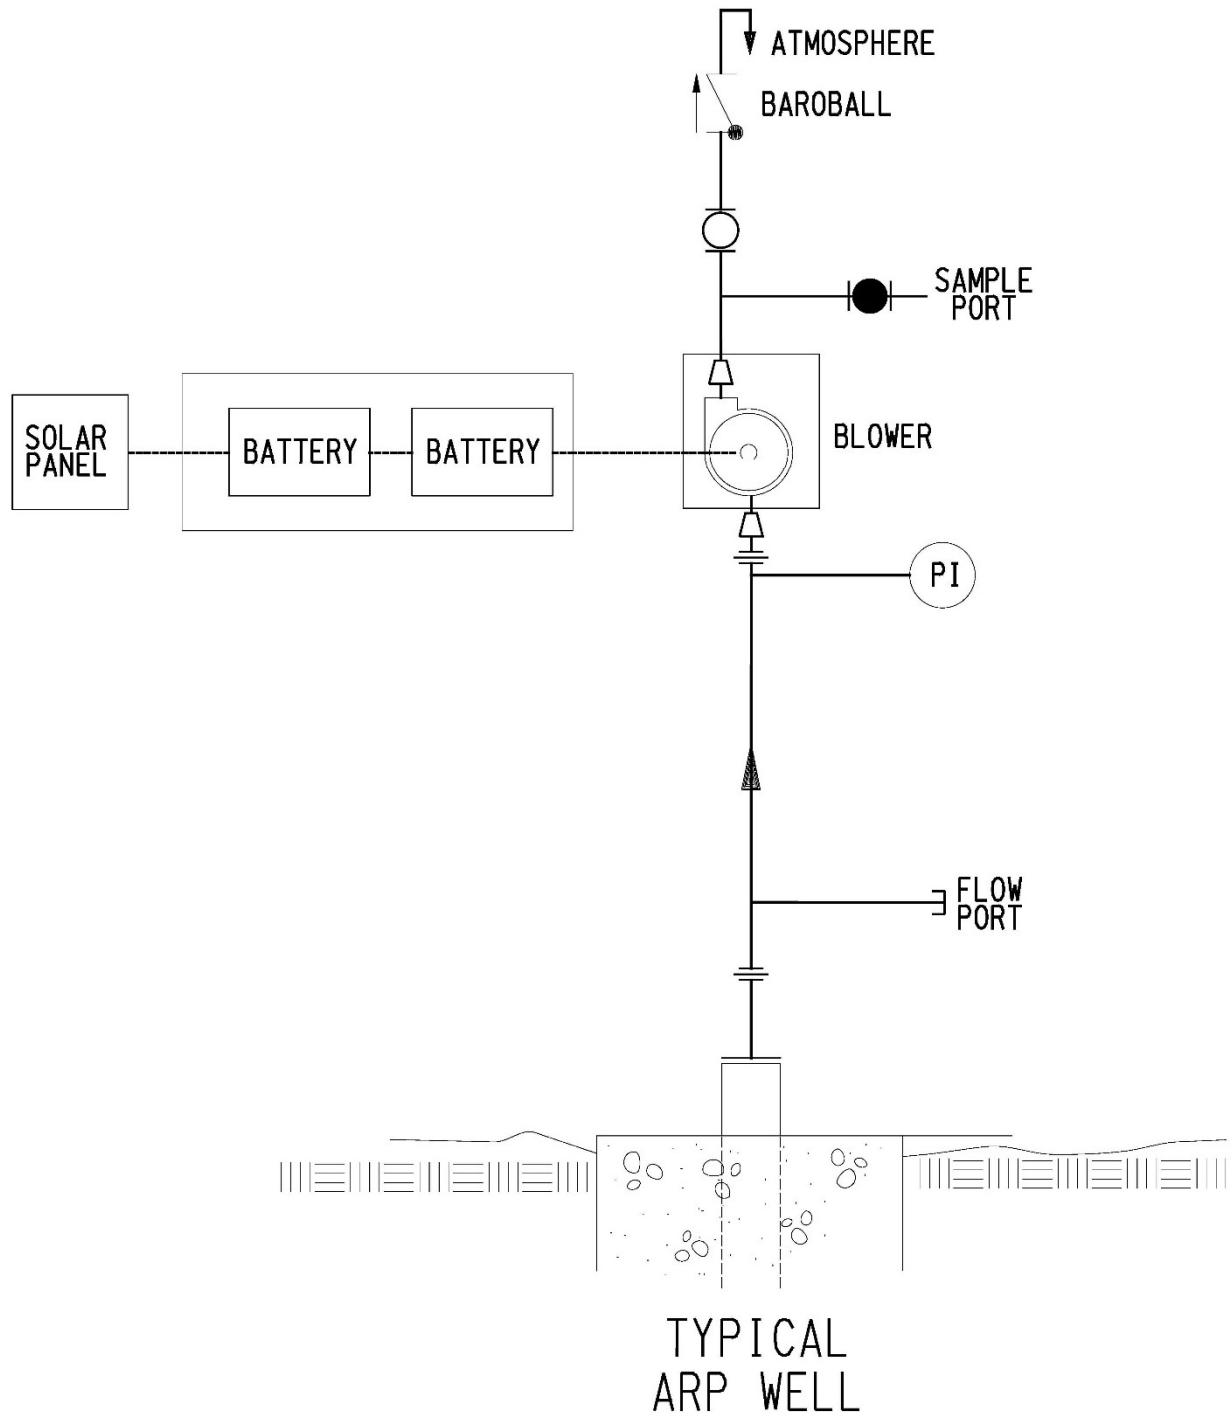 ATMOSPHERE
BAROBALL
SAMPLE
PORT
SOLAR
PANEL
BATTERY
BATTERY
BLOWER
PI
FLOW
PORT
TYPICAL
ARP WELL